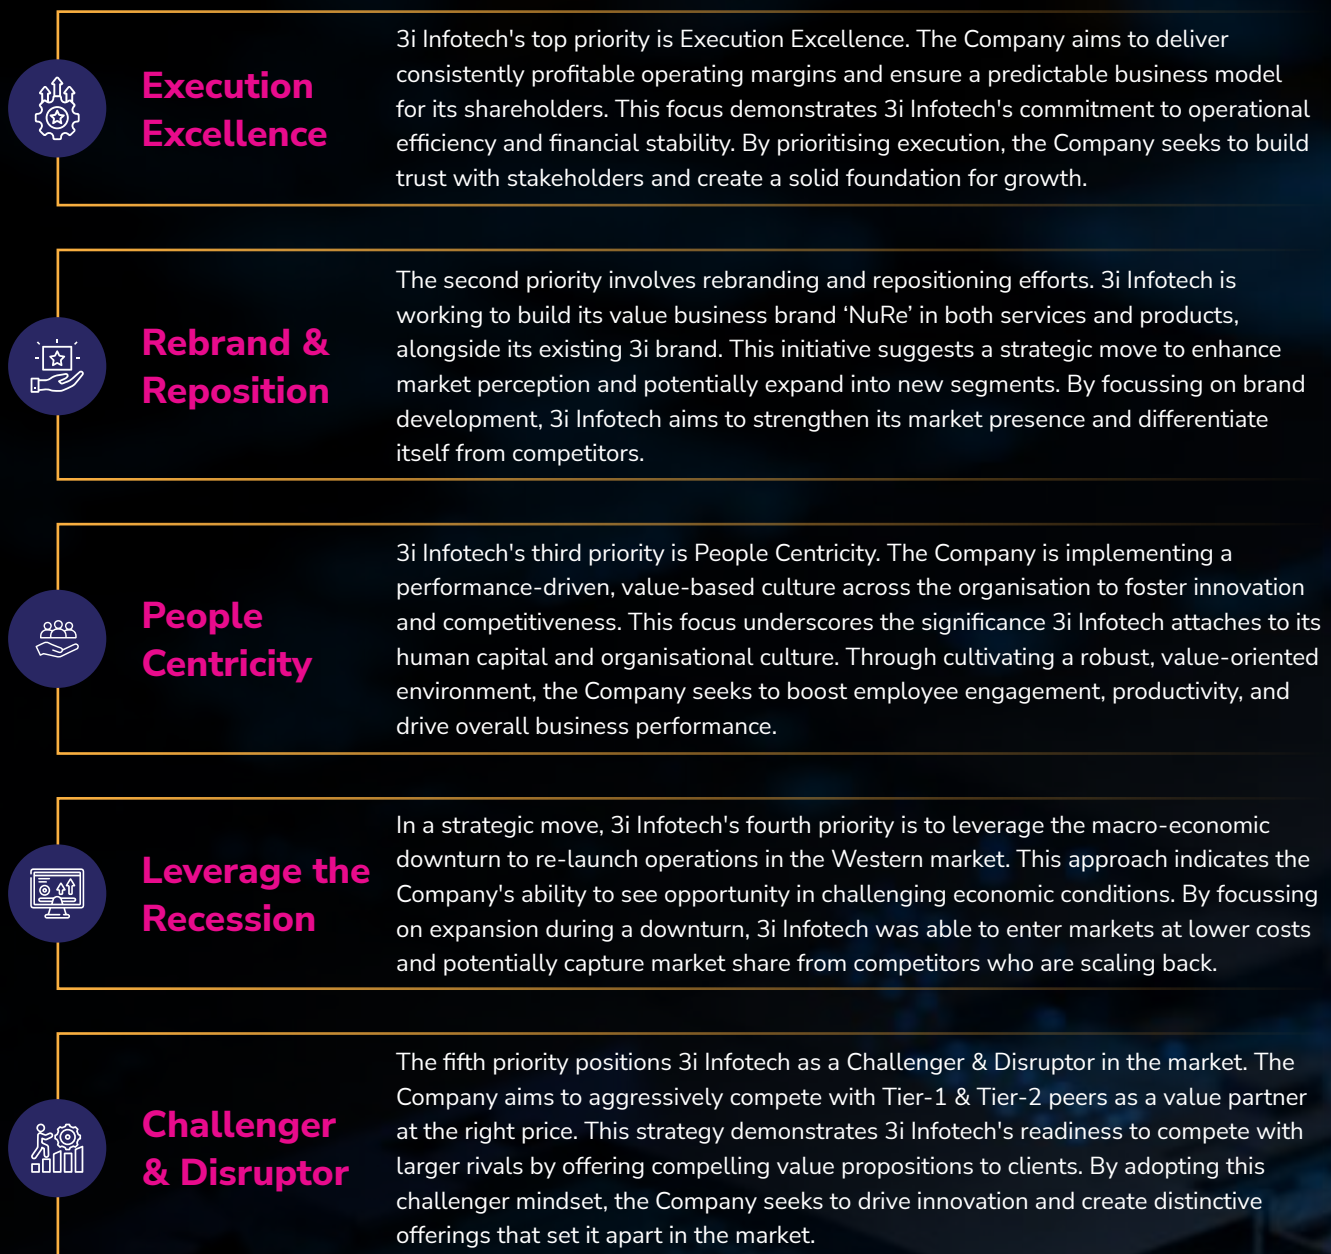 Execution
Excellence
3i Infotech's top priority is Execution Excellence. The Company aims to deliver
consistently profitable operating margins and ensure a predictable business model
for its shareholders. This focus demonstrates 3i Infotech's commitment to operational
efficiency and financial stability. By prioritising execution, the Company seeks to build
trust with stakeholders and create a solid foundation for growth.
Rebrand &
Reposition
The second priority involves rebranding and repositioning efforts. 3i Infotech is
working to build its value business brand ‘NuRe’ in both services and products,
alongside its existing 3i brand. This initiative suggests a strategic move to enhance
market perception and potentially expand into new segments. By focussing on brand
development, 3i Infotech aims to strengthen its market presence and differentiate
itself from competitors.
People
Centricity
3i Infotech's third priority is People Centricity. The Company is implementing a
performance-driven, value-based culture across the organisation to foster innovation
and competitiveness. This focus underscores the significance 3i Infotech attaches to its
human capital and organisational culture. Through cultivating a robust, value-oriented
environment, the Company seeks to boost employee engagement, productivity, and
drive overall business performance.
Leverage the
Recession
In a strategic move, 3i Infotech's fourth priority is to leverage the macro-economic
downturn to re-launch operations in the Western market. This approach indicates the
Company's ability to see opportunity in challenging economic conditions. By focussing
on expansion during a downturn, 3i Infotech was able to enter markets at lower costs
and potentially capture market share from competitors who are scaling back.
Challenger
& Disruptor
The fifth priority positions 3i Infotech as a Challenger & Disruptor in the market. The
Company aims to aggressively compete with Tier-1 & Tier-2 peers as a value partner
at the right price. This strategy demonstrates 3i Infotech's readiness to compete with
larger rivals by offering compelling value propositions to clients. By adopting this
challenger mindset, the Company seeks to drive innovation and create distinctive
offerings that set it apart in the market.